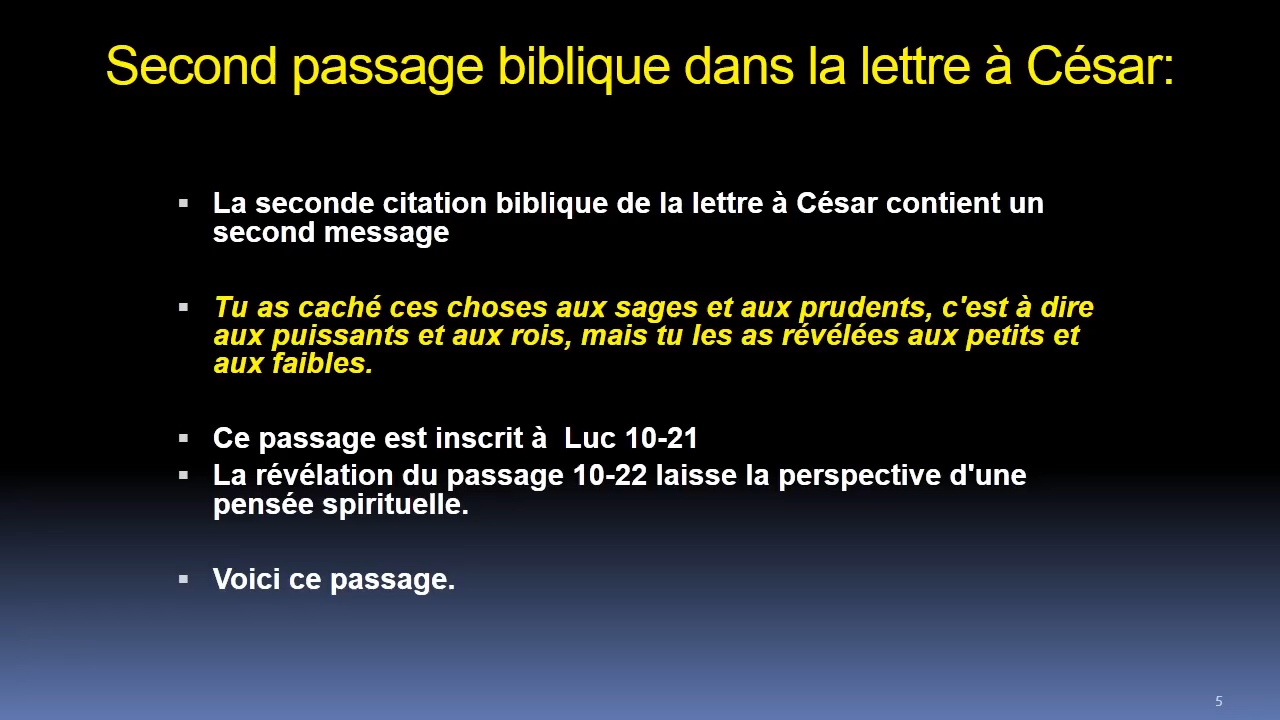 Second passage biblique dans la lettre à César:
▪ La seconde citation biblique de la lettre à César contient un
second message
▪ Tu as caché ces choses aux sages et aux prudents, c'est à dire
aux puissants et aux rois, mais tu les as révélées aux petits et
aux faibles.
▪ Ce passage est inscrit à  Luc 10-21
▪ La révélation du passage 10-22 laisse la perspective d'une
pensée spirituelle.
▪ Voici ce passage.
5